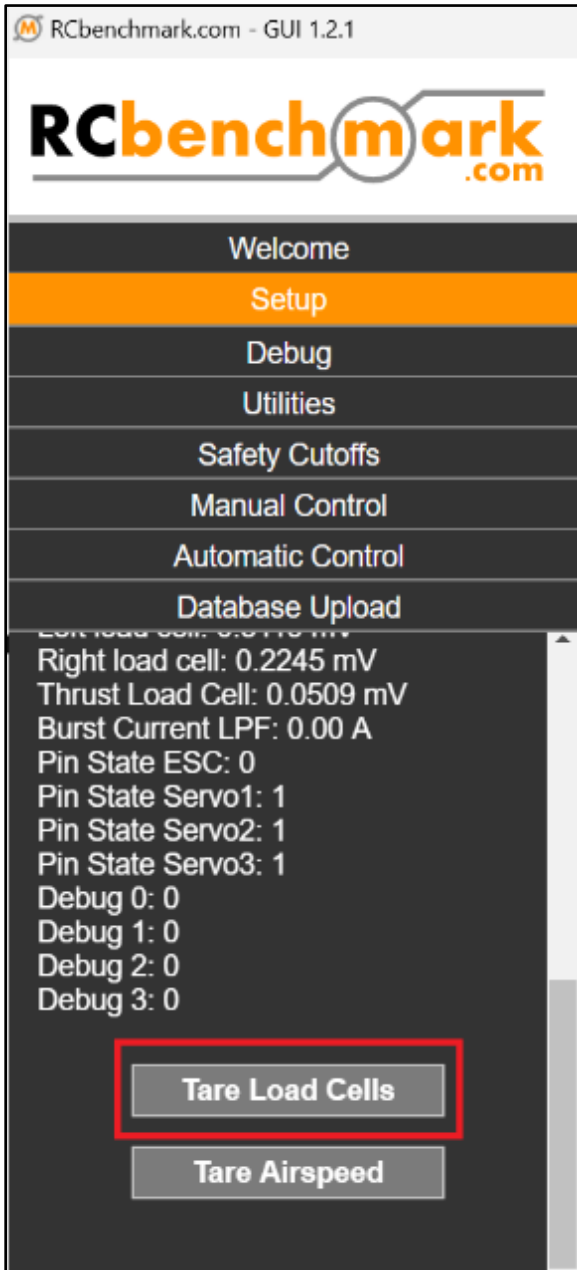 RCbenchmark.com - GUI 1.2.1
RCbenchmark
.com
Welcome
Setup
Debug
Utilities
Safety Cutoffs
Manual Control
Automatic Control
Database Upload
Right load cell: 0.2245 mV
Thrust Load Cell: 0.0509 mV
Burst Current LPF: 0.00 A
Pin State ESC: 0
Pin State Servo1: 1
Pin State Servo2: 1
Pin State Servo3: 1
Debug 0: 0
Debug 1: 0
Debug 2: 0
Debug 3: 0
Tare Load Cells
Tare Airspeed